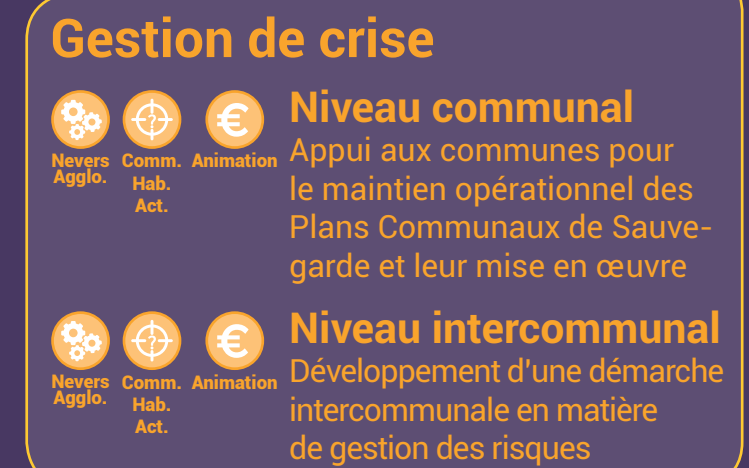 Gestion de crise
Niveau communal
Nevers Agglo.
Comm. Hab. Act.
Animation
Appui aux communes pour
le maintien opérationnel des
Plans Communaux de Sauve-
garde et leur mise en œuvre
Niveau intercommunal
Nevers Agglo.
Comm. Hab. Act.
Animation
Développement d'une démarche
intercommunale en matière
de gestion des risques